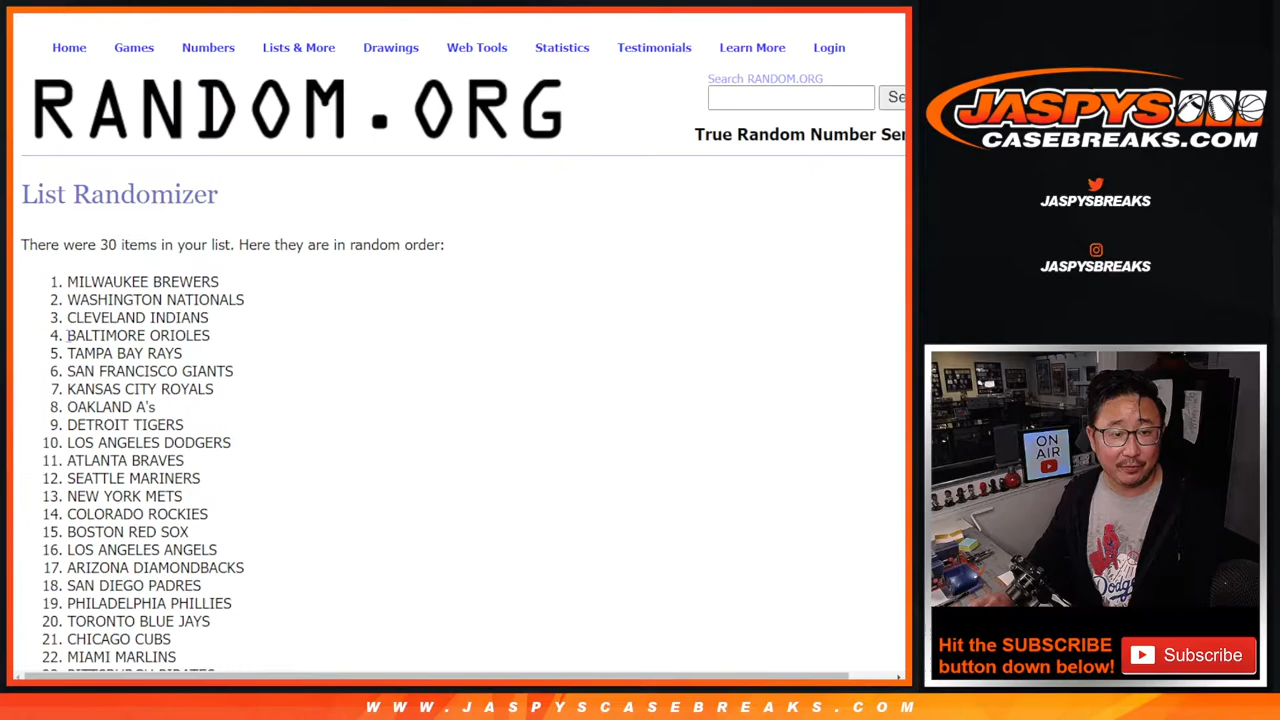 Home Games Numbers Lists & More Drawings Web Tools Statistics Testimonials Learn More Login
RANDOM.ORG
Search RANDOM.ORG
Se
True Random Number Ser
List Randomizer
There were 30 items in your list. Here they are in random order:
1. MILWAUKEE BREWERS
2. WASHINGTON NATIONALS
3. CLEVELAND INDIANS
4. BALTIMORE ORIOLES
5. TAMPA BAY RAYS
6. SAN FRANCISCO GIANTS
7. KANSAS CITY ROYALS
8. OAKLAND A's
9. DETROIT TIGERS
10. LOS ANGELES DODGERS
11. ATLANTA BRAVES
12. SEATTLE MARINERS
13. NEW YORK METS
14. COLORADO ROCKIES
15. BOSTON RED SOX
16. LOS ANGELES ANGELS
17. ARIZONA DIAMONDBACKS
18. SAN DIEGO PADRES
19. PHILADELPHIA PHILLIES
20. TORONTO BLUE JAYS
21. CHICAGO CUBS
22. MIAMI MARLINS
JASPYS
CASEBREAKS.COM
JASPYSBREAKS
JASPYSBREAKS
ON
AIR
Dodg
Hit the SUBSCRIBE
button down below!
Subscribe
WWW.JASPYSCASEBREAKS.COM